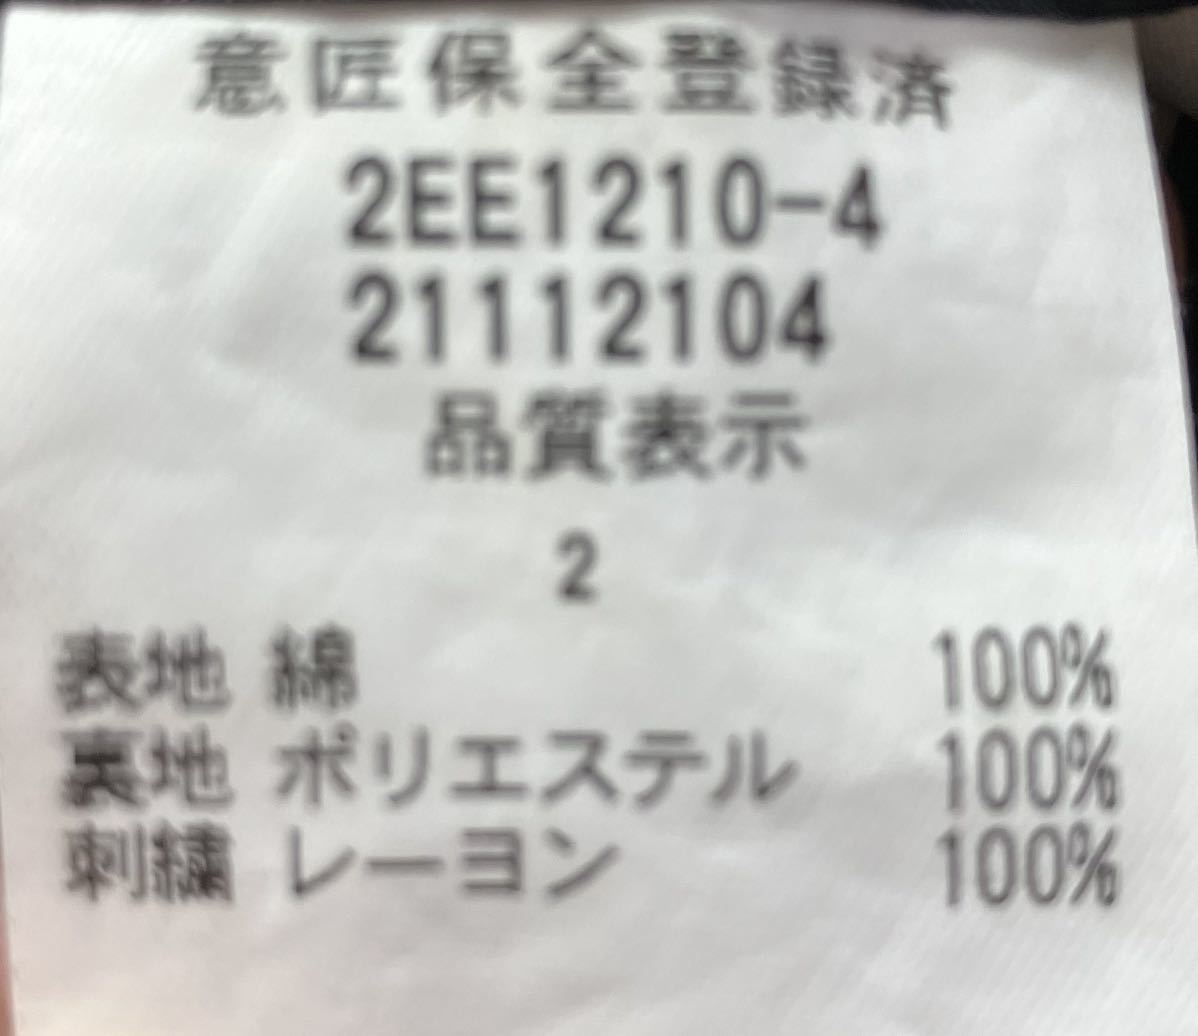 意匠保全登録済
2EE1210-4
21112104
品質表示
2
表地 綿 100%
裏地 ポリエステル 100%
刺繍 レーヨン 100%